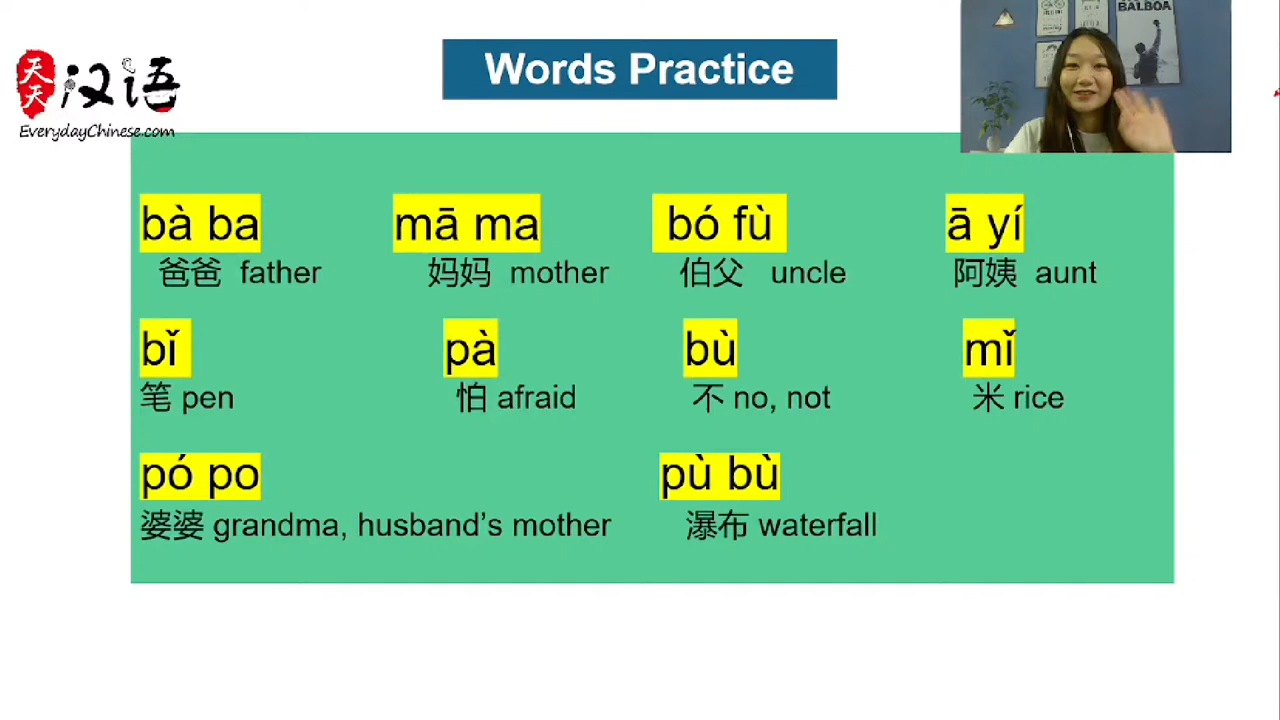 天天汉语
EverydayChinese.com
Words Practice
BALBOA
bà ba mā ma bó fù ā yí
爸爸 father 妈妈 mother 伯父 uncle 阿姨 aunt
bǐ pà bù mǐ
笔 pen 怕 afraid 不 no, not 米 rice
pó po pù bù
婆婆 grandma, husband's mother 瀑布 waterfall